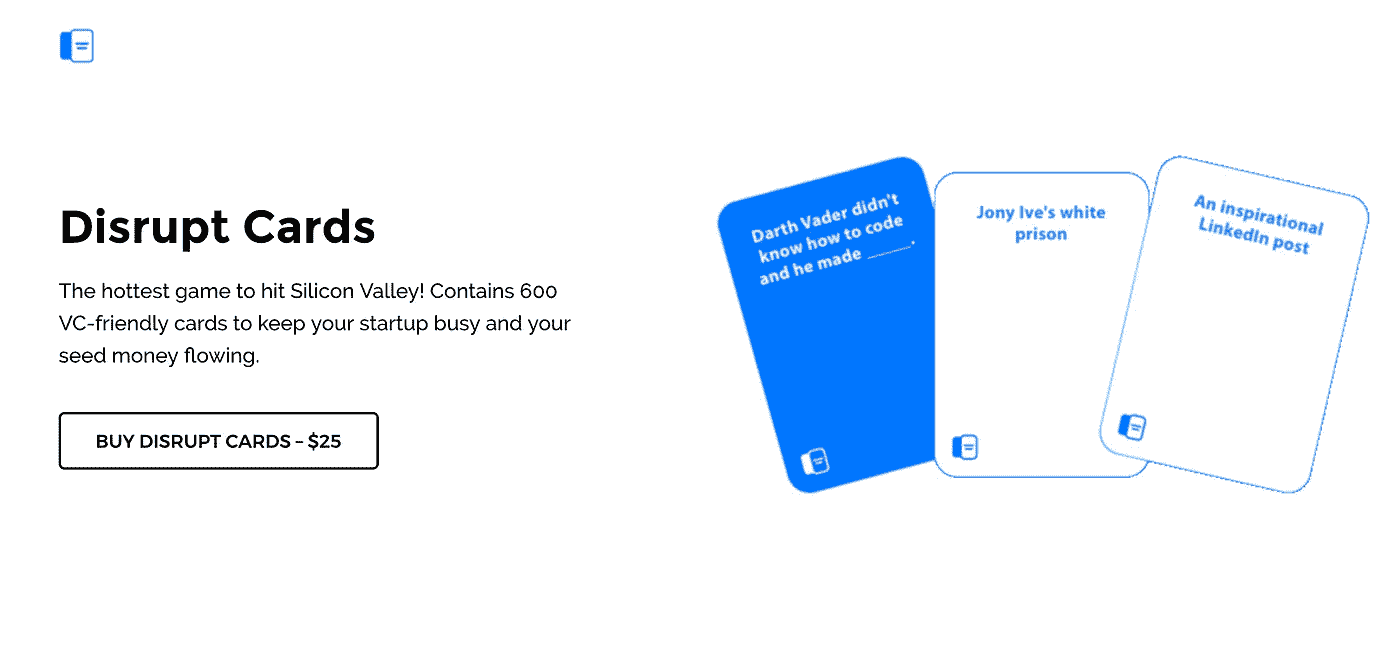 Disrupt Cards
The hottest game to hit Silicon Valley! Contains 600
VC-friendly cards to keep your startup busy and your
seed money flowing.
BUY DISRUPT CARDS – $25
Darth Vader didn't
know how to code
and he made ______.
Jony Ive's white
prison
An inspirational
LinkedIn post